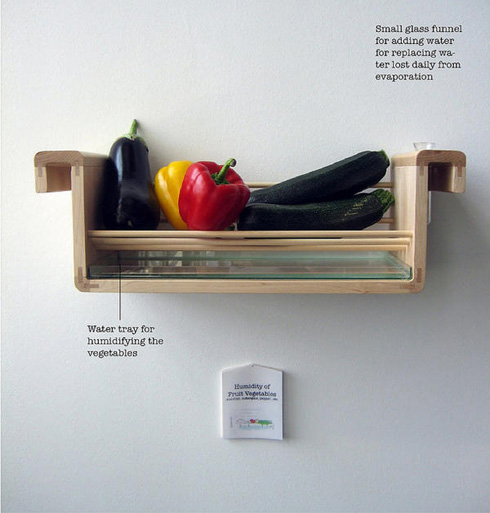 Small glass funnel
for adding water
for replacing wa-
ter lost daily from
evaporation
Water tray for
humidifying the
vegetables
Humidity of
Fruit Vegetables